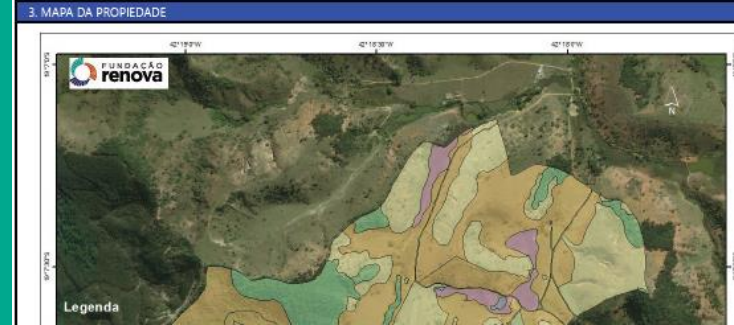 3. MAPA DA PROPIEDADE
42°19'0"W 42°18'30"W 42°18'0"W
FUNDAÇÃO
renova
N
Legenda